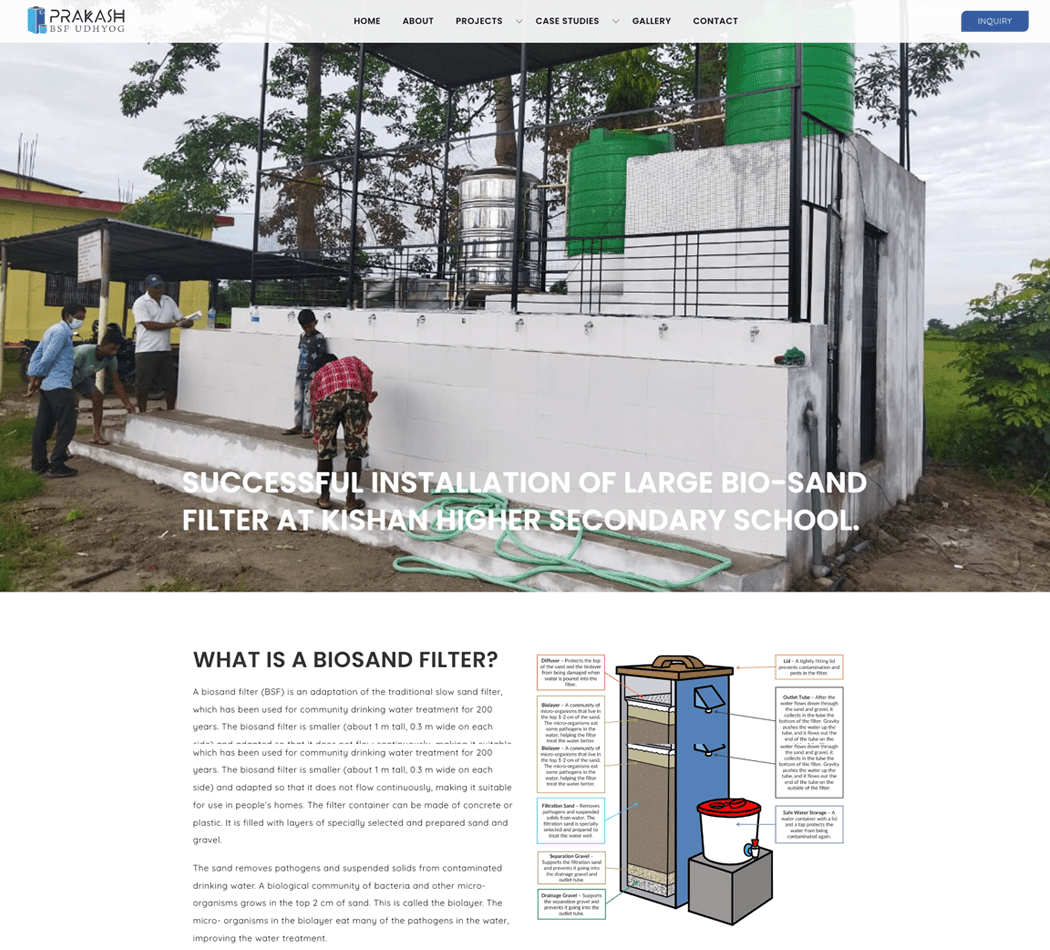 PRAKASH
BSF UDHYOG
HOME ABOUT PROJECTS CASE STUDIES GALLERY CONTACT
INQUIRY
SUCCESSFUL INSTALLATION OF LARGE BIO-SAND
FILTER AT KISHAN HIGHER SECONDARY SCHOOL.
WHAT IS A BIOSAND FILTER?
A biosand filter (BSF) is an adaptation of the traditional slow sand filter,
which has been used for community drinking water treatment for 200
years. The biosand filter is smaller (about 1 m tall, 0.3 m wide on each
side) and adapted so that it does not flow continuously, making it suitable
which has been used for community drinking water treatment for 200
years. The biosand filter is smaller (about 1 m tall, 0.3 m wide on each
side) and adapted so that it does not flow continuously, making it suitable
for use in people's homes. The filter container can be made of concrete or
plastic. It is filled with layers of specially selected and prepared sand and
gravel.
The sand removes pathogens and suspended solids from contaminated
drinking water. A biological community of bacteria and other micro-
organisms grows in the top 2 cm of sand. This is called the biolayer. The
micro- organisms in the biolayer eat many of the pathogens in the water,
improving the water treatment.
Diffuser – Protects the top
of the sand and the biolayer
from being damaged when
water is poured into the
filter.
Biolayer – A community of
micro-organisms that live in
the top 1-2 cm of the sand.
The micro-organisms eat
some pathogens in the
water, helping the filter
treat the water better.
Biolayer – A community of
micro-organisms that live in
the top 1-2 cm of the sand.
The micro-organisms eat
some pathogens in the
water, helping the filter
treat the water better.
Filtration Sand – Removes
pathogens and suspended
solids from water. The
filtration sand is specially
selected and prepared to
treat the water well.
Separation Gravel –
Supports the filtration sand
and prevents it going into
the drainage gravel and
outlet tube.
Drainage Gravel – Supports
the separation gravel and
prevents it going into the
outlet tube.
Lid – A tightly fitting lid
prevents contamination and
pests in the filter.
Outlet Tube – After the
water flows down through
the sand and gravel, it
collects in the tube the
bottom of the filter. Gravity
pushes the water up the
tube, and it flows out the
end of the tube on the
water flows down through
the sand and gravel, it
collects in the tube the
bottom of the filter. Gravity
pushes the water up the
tube, and it flows out the
end of the tube on the
outside of the filter.
Safe Water Storage – A
water container with a lid
and a tap protects the
water from being
contaminated again.